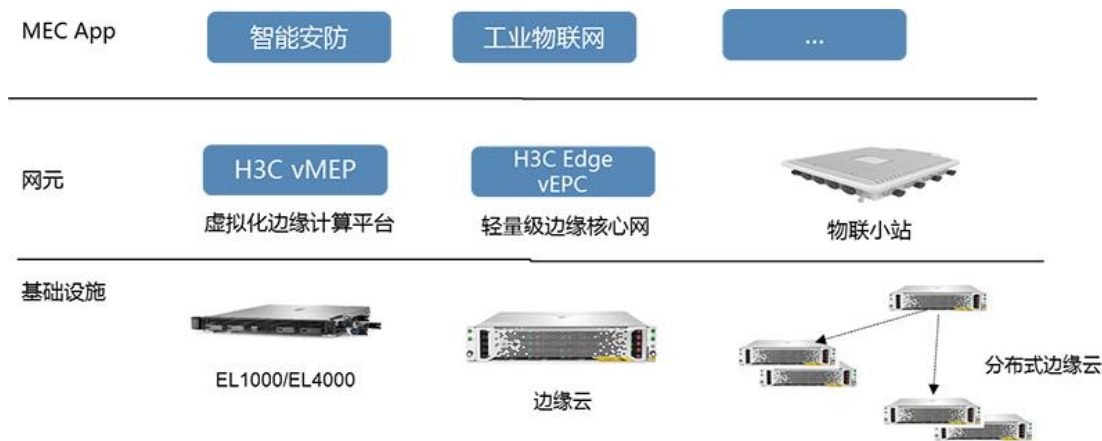 MEC App
智能安防
工业物联网
...
网元
H3C vMEP
H3C Edge
vEPC
虚拟化边缘计算平台
轻量级边缘核心网
物联小站
基础设施
EL1000/EL4000
边缘云
分布式边缘云